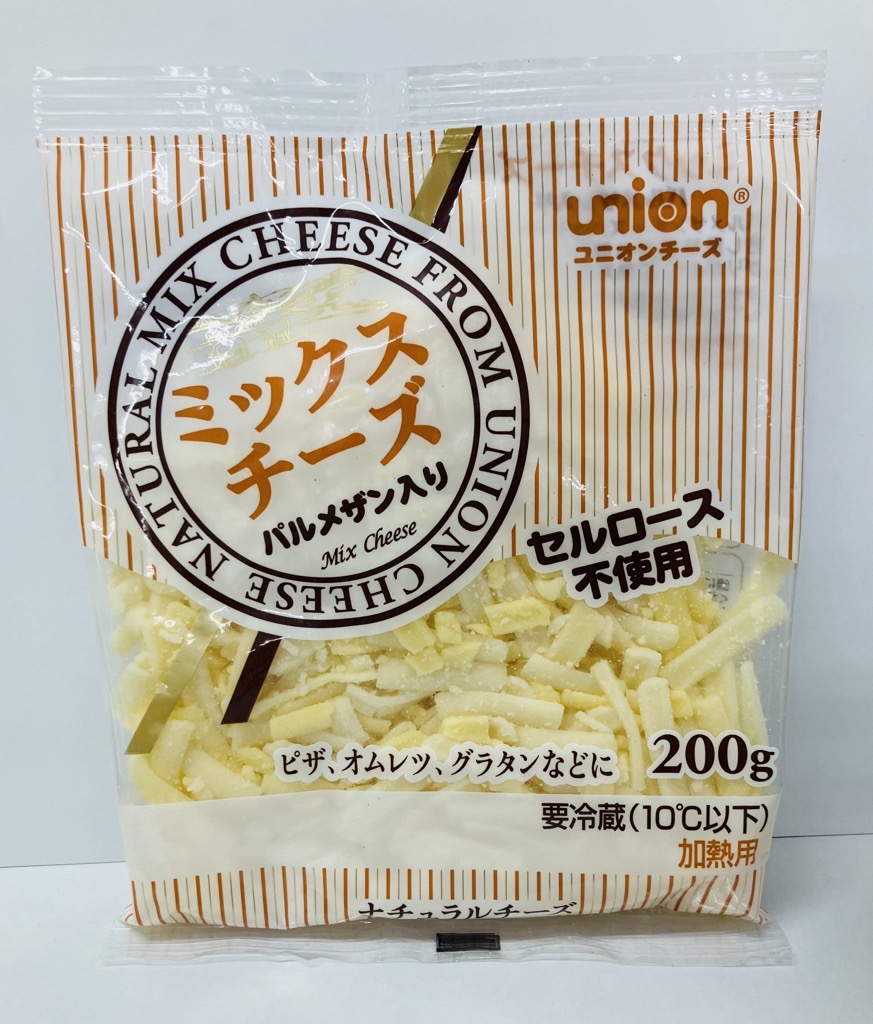 union®
ユニオンチーズ
NATURAL MIX CHEESE FROM UNION CHEESE
ミックス
チーズ
パルメザン入り
Mix Cheese
セルロース
不使用
ピザ、オムレツ、グラタンなどに
200g
要冷蔵(10℃以下)
加熱用
ナチュラルチーズ